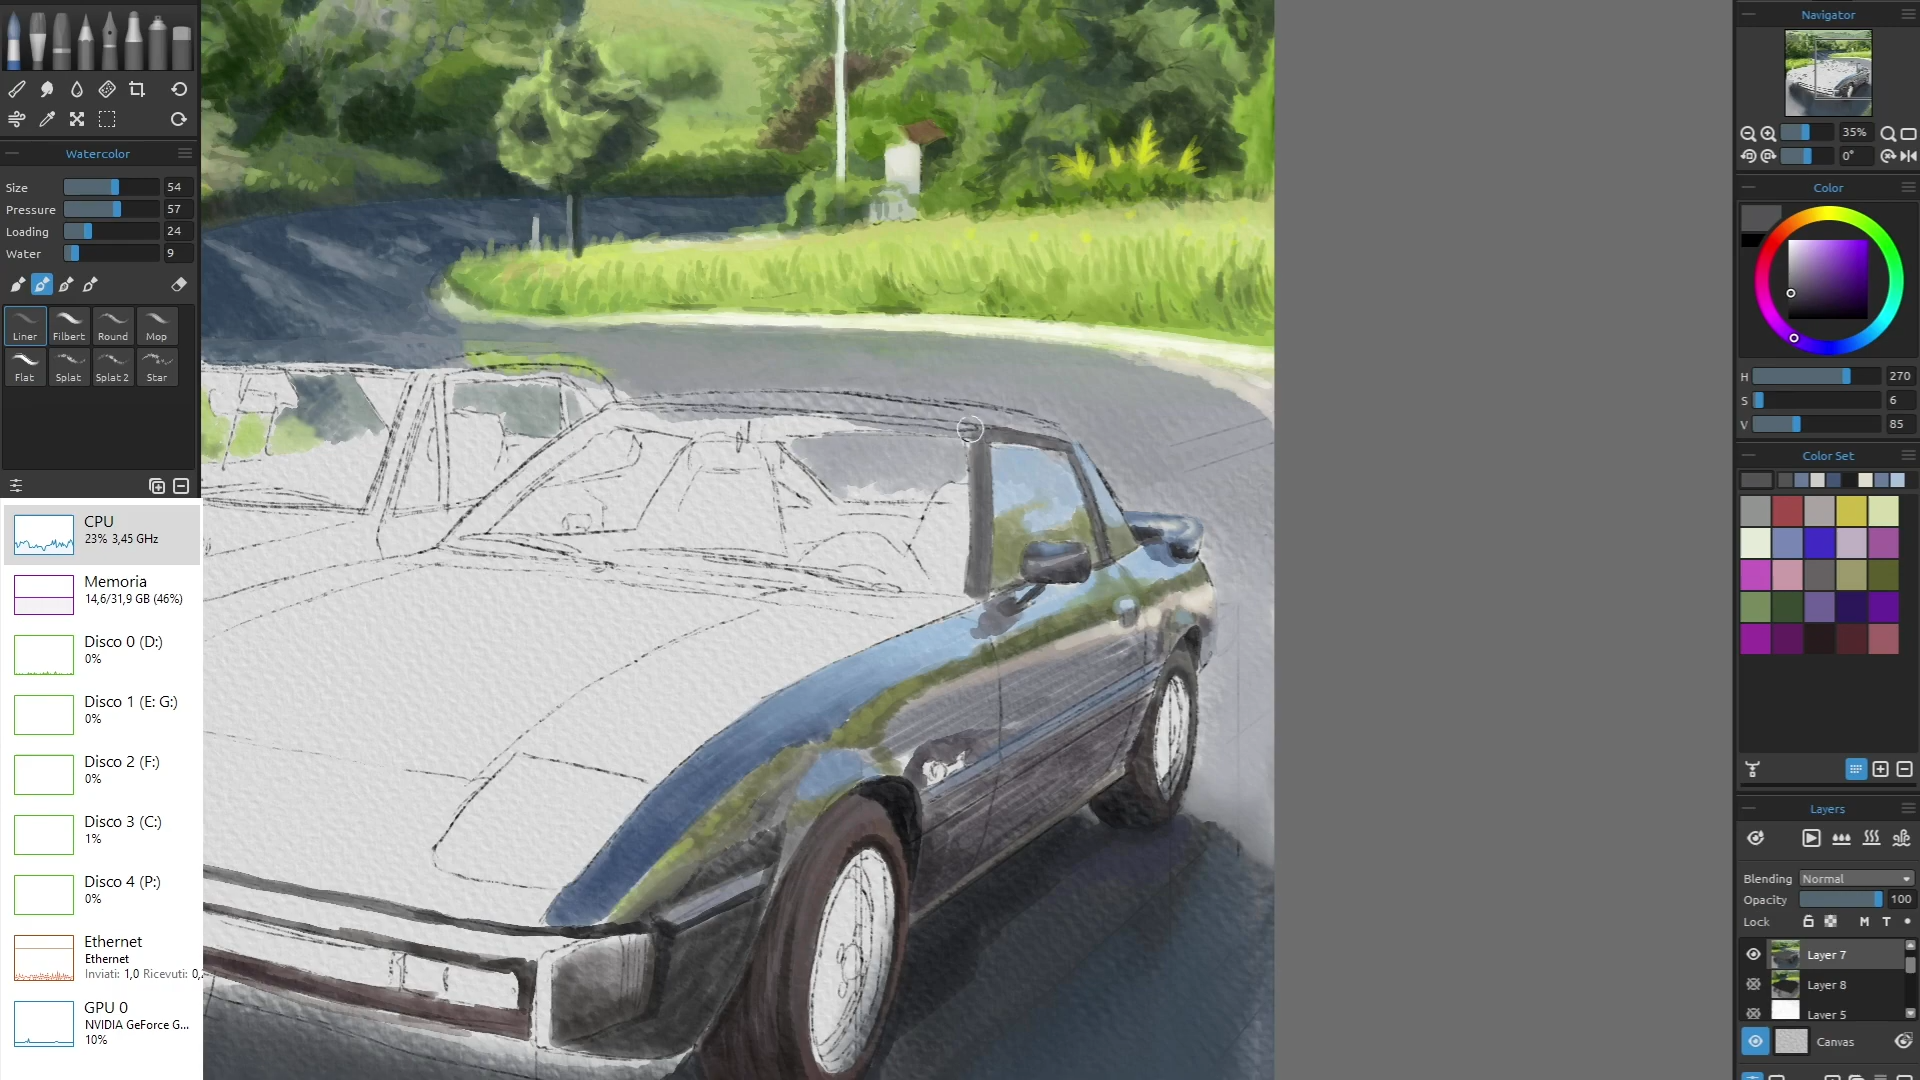 Watercolor
Size 54
Pressure 57
Loading 24
Water 9
Liner Filbert Round Mop
Flat Splat Splat 2 Star
CPU
23% 3,45 GHz
Memoria
14,6/31,9 GB (46%)
Disco 0 (D:)
0%
Disco 1 (E: G:)
0%
Disco 2 (F:)
0%
Disco 3 (C:)
1%
Disco 4 (P:)
0%
Ethernet
Ethernet
Inviati: 1,0 Ricevuti: 0,
GPU 0
NVIDIA GeForce G...
10%
Navigator
35%
0°
Color
H 270
S 6
V 85
Color Set
Layers
Blending Normal
Opacity 100
Lock M T
Layer 7
Layer 8
Layer 5
Canvas